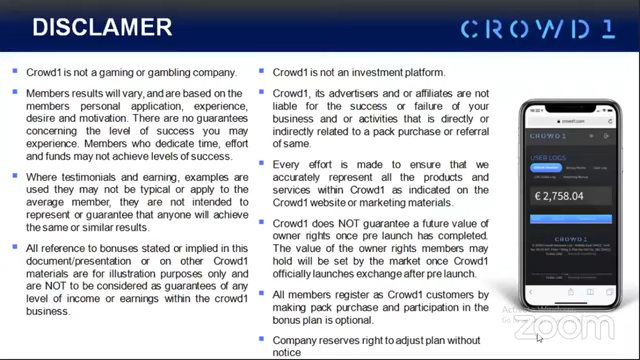 DISCLAMER
CROWD1
Crowd1 is not a gaming or gambling company.
Members results will vary, and are based on the
members personal application, experience,
desire and motivation. There are no guarantees
concerning the level of success you may
experience. Members who dedicate time, effort
and funds may not achieve levels of success.
Where testimonials and earning, examples are
used they may not be typical or apply to the
average member, they are not intended to
represent or guarantee that anyone will achieve
the same or similar results.
All reference to bonuses stated or implied in this
document/presentation or on other Crowd1
materials are for illustration purposes only and
are NOT to be considered as guarantees of any
level of income or earnings within the crowd1
business.
Crowd1 is not an investment platform.
Crowd1, its advertisers and or affiliates are not
liable for the success or failure of your
business and or activities that is directly or
indirectly related to a pack purchase or referral
of same.
Every effort is made to ensure that we
accurately represent all the products and
services within Crowd1 as indicated on the
Crowd1 website or marketing materials.
Crowd1 does NOT guarantee a future value of
owner rights once pre launch has completed.
The value of the owner rights members may
hold will be set by the market once Crowd1
officially launches exchange after pre launch.
All members register as Crowd1 customers by
making pack purchase and participation in the
bonus plan is optional.
Company reserves right to adjust plan without
notice
crowd1.com
CROWD1
USER LOGS
€ 2,758.04
CROWD1
zoom